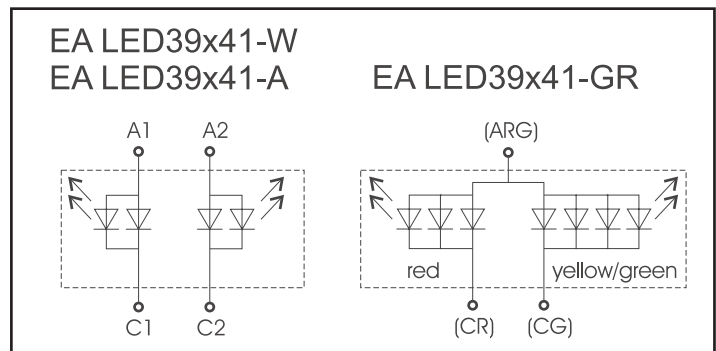 EA LED39x41-W
EA LED39x41-A
EA LED39x41-GR
A1 A2
(ARG)
red yellow/green
C1 C2
(CR) (CG)